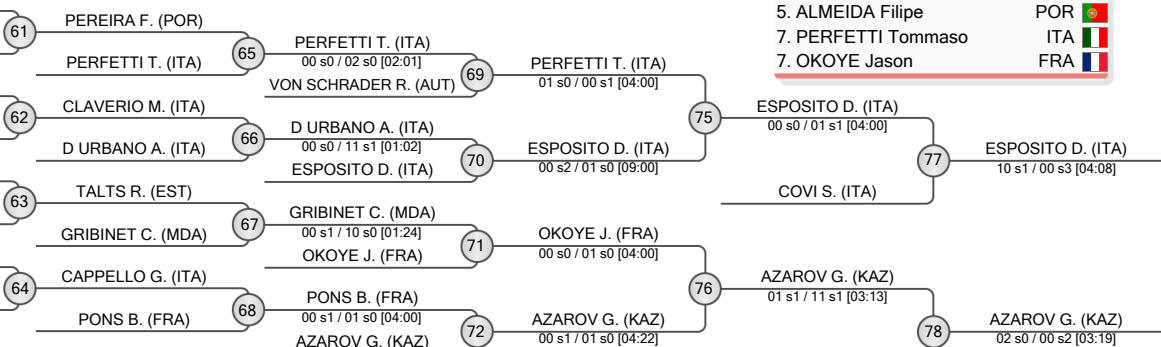 5. ALMEIDA Filipe POR
7. PERFETTI Tommaso ITA
7. OKOYE Jason FRA
61
PEREIRA F. (POR)
PERFETTI T. (ITA)
62
CLAVERIO M. (ITA)
D URBANO A. (ITA)
63
TALTS R. (EST)
GRIBINET C. (MDA)
64
CAPPELLO G. (ITA)
PONS B. (FRA)
65
PERFETTI T. (ITA)
00 s0 / 02 s0 [02:01]
VON SCHRADER R. (AUT)
66
D URBANO A. (ITA)
00 s0 / 11 s1 [01:02]
ESPOSITO D. (ITA)
67
GRIBINET C. (MDA)
00 s1 / 10 s0 [01:24]
OKOYE J. (FRA)
68
PONS B. (FRA)
00 s1 / 01 s0 [04:00]
AZAROV G. (KAZ)
69
PERFETTI T. (ITA)
01 s0 / 00 s1 [04:00]
70
ESPOSITO D. (ITA)
00 s2 / 01 s0 [09:00]
71
OKOYE J. (FRA)
00 s0 / 01 s0 [04:00]
72
AZAROV G. (KAZ)
00 s1 / 01 s0 [04:22]
75
ESPOSITO D. (ITA)
00 s0 / 01 s1 [04:00]
COVI S. (ITA)
76
AZAROV G. (KAZ)
01 s1 / 11 s1 [03:13]
77
ESPOSITO D. (ITA)
10 s1 / 00 s3 [04:08]
78
AZAROV G. (KAZ)
02 s0 / 00 s2 [03:19]